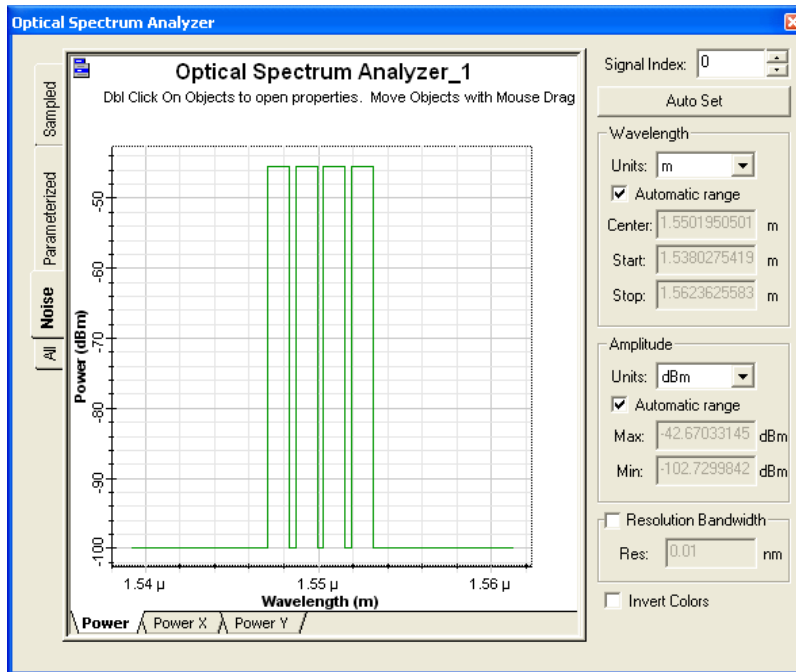 Optical Spectrum Analyzer
Sampled
Parameterized
Noise
All
Optical Spectrum Analyzer_1
Dbl Click On Objects to open properties. Move Objects with Mouse Drag
Power (dBm)
-50
-60
-70
-80
-90
-100
1.54 µ
1.55 µ
1.56 µ
Wavelength (m)
Power
Power X
Power Y
Signal Index: 0
Auto Set
Wavelength
Units: m
Automatic range
Center: 1.5501950501 m
Start: 1.5380275419 m
Stop: 1.5623625583 m
Amplitude
Units: dBm
Automatic range
Max: -42.67033145 dBm
Min: -102.7299842 dBm
Resolution Bandwidth
Res: 0.01 nm
Invert Colors